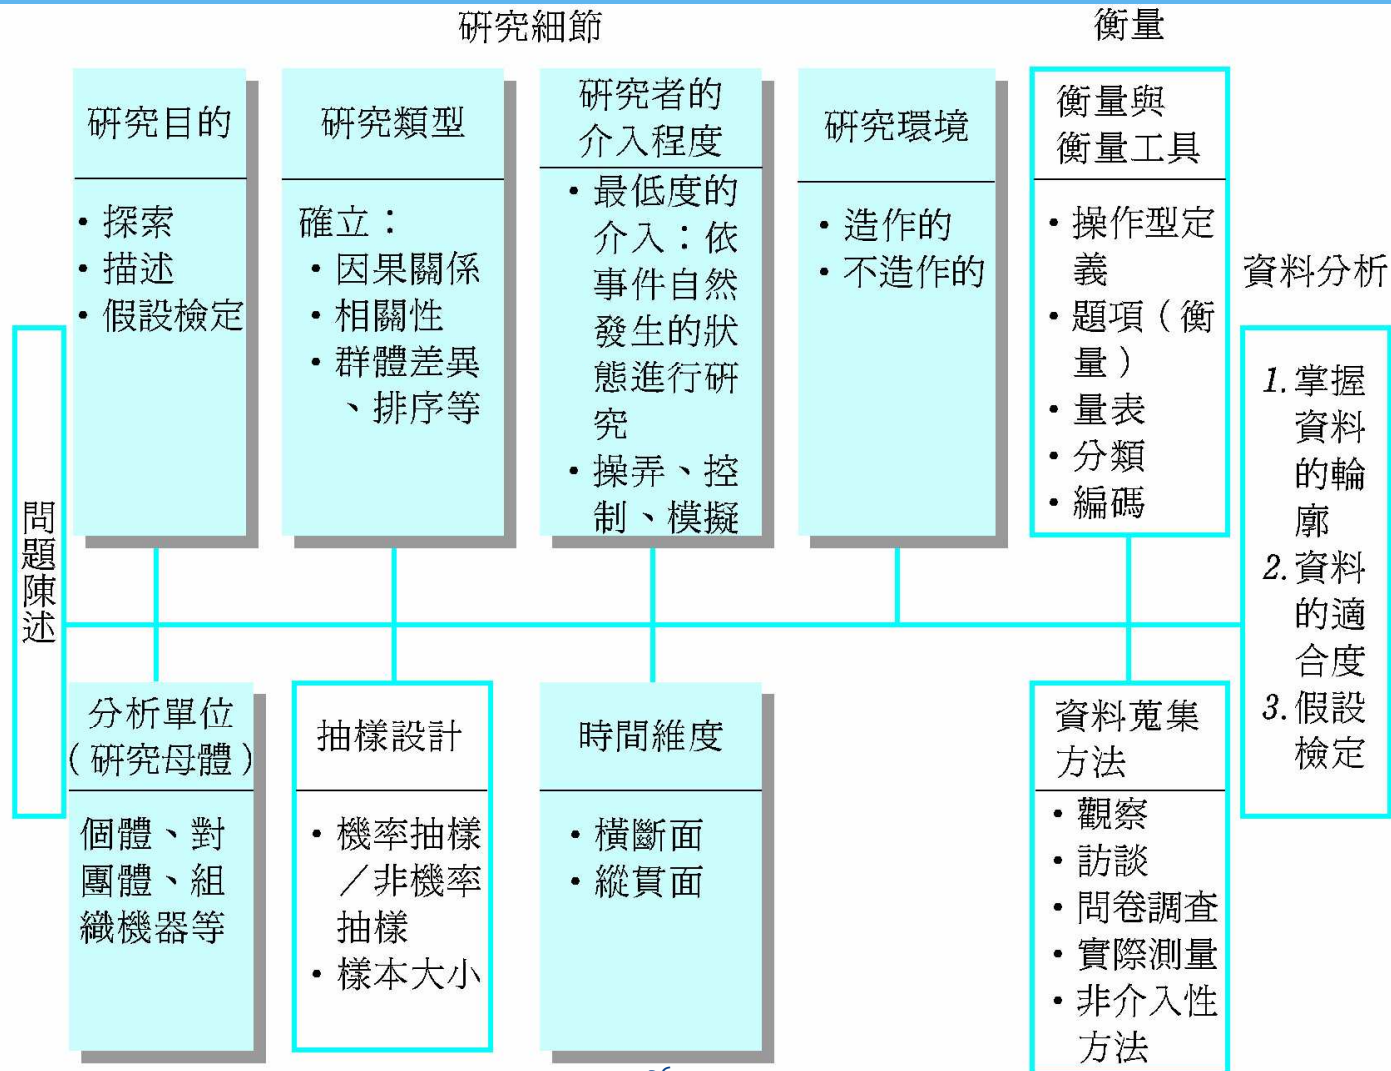 研究細節
衡量
研究目的
• 探索
• 描述
• 假設檢定
研究類型
確立：
• 因果關係
• 相關性
• 群體差異
、排序等
研究者的
介入程度
• 最低度的
介入：依
事件自然
發生的狀
態進行研
究
• 操弄、控
制、模擬
研究環境
• 造作的
• 不造作的
衡量與
衡量工具
• 操作型定
義
• 題項（衡
量）
• 量表
• 分類
• 編碼
資料分析
1. 掌握
資料
的輪
廓
2. 資料
的適
合度
3. 假設
檢定
問題陳述
分析單位
（研究母體）
個體、對
團體、組
織機器等
抽樣設計
• 機率抽樣
／非機率
抽樣
• 樣本大小
時間維度
• 橫斷面
• 縱貫面
資料蒐集
方法
• 觀察
• 訪談
• 問卷調查
• 實際測量
• 非介入性
方法